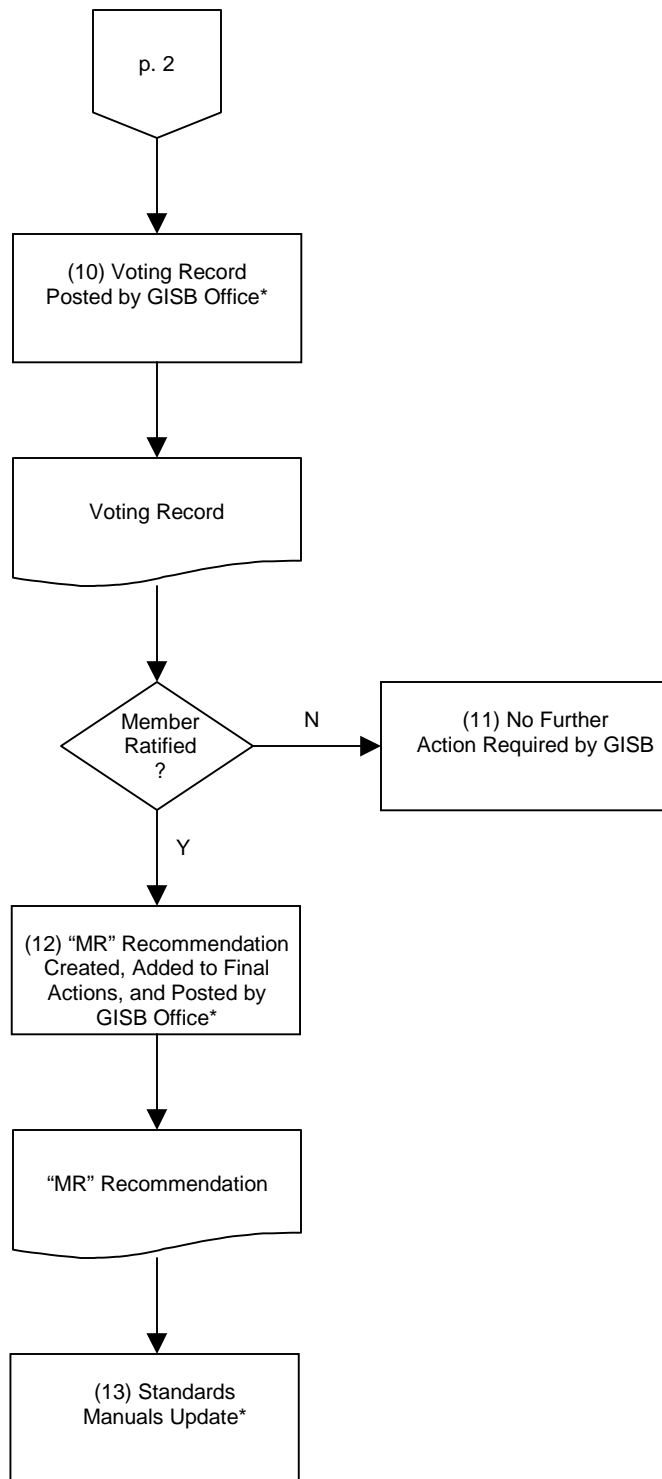 p. 2
(10) Voting Record
Posted by GISB Office*
Voting Record
Member
Ratified
?
N
(11) No Further
Action Required by GISB
Y
(12) “MR” Recommendation
Created, Added to Final
Actions, and Posted by
GISB Office*
“MR” Recommendation
(13) Standards
Manuals Update*